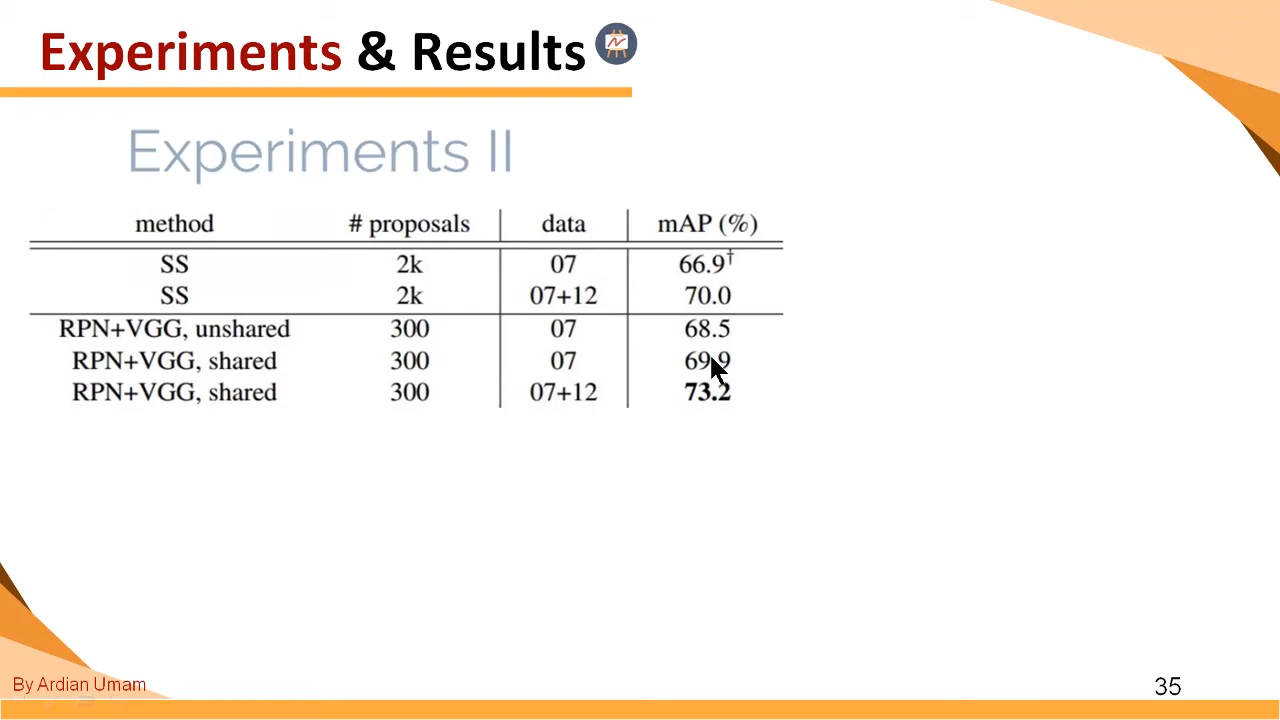 Experiments & Results
Experiments II
method # proposals data mAP (%)
SS 2k 07 66.9†
SS 2k 07+12 70.0
RPN+VGG, unshared 300 07 68.5
RPN+VGG, shared 300 07 69.9
RPN+VGG, shared 300 07+12 73.2
By Ardian Umam
35